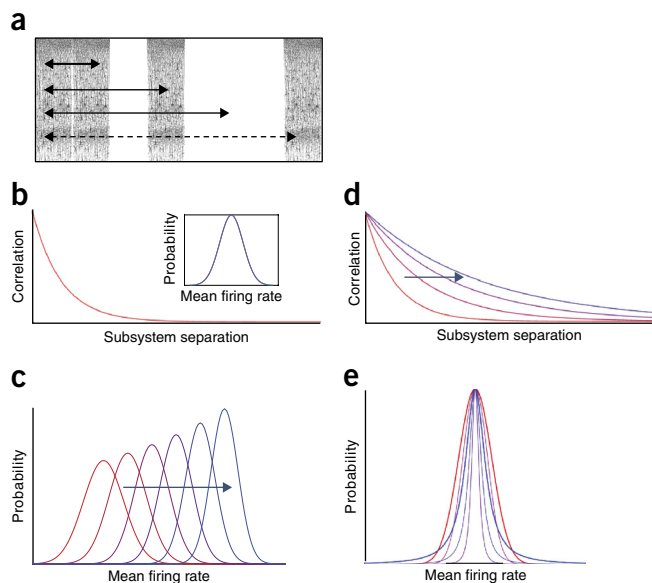 a
b
Correlation
Probability
Mean firing rate
Subsystem separation
d
Correlation
Subsystem separation
c
Probability
Mean firing rate
e
Probability
Mean firing rate